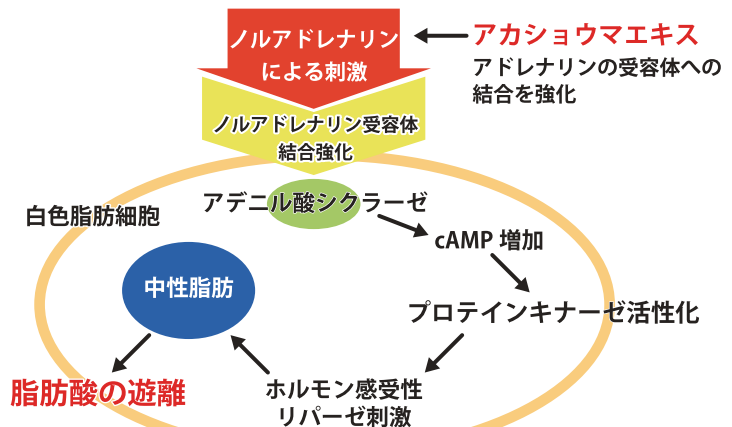 ノルアドレナリン
による刺激
アカショウマエキス
アドレナリンの受容体への
結合を強化
ノルアドレナリン受容体
結合強化
アデニル酸シクラーゼ
白色脂肪細胞
cAMP 増加
中性脂肪
プロテインキナーゼ活性化
脂肪酸の遊離
ホルモン感受性
リパーゼ刺激